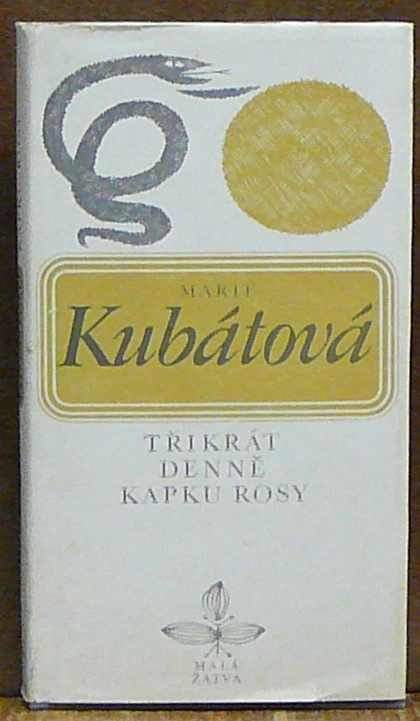 MARIE
Kubátová
TŘIKRÁT
DENNĚ
KAPKU ROSY
MALÁ
ŽATVA